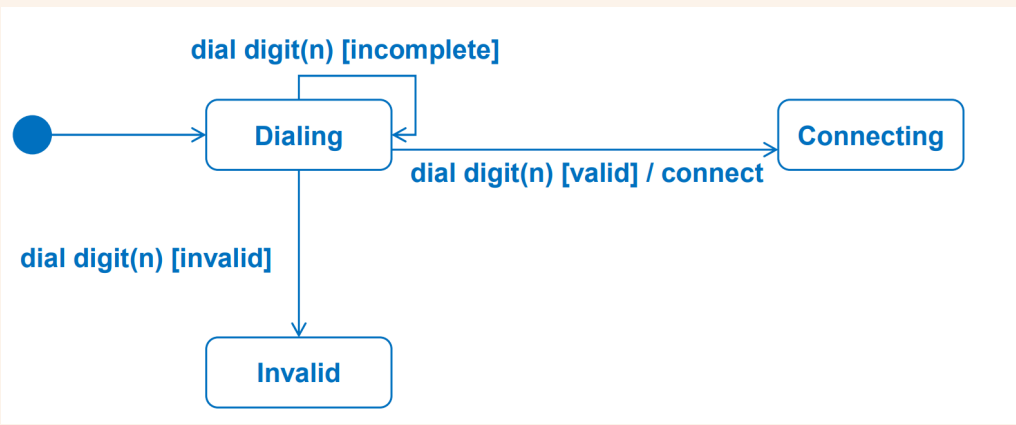 dial digit(n) [incomplete]
Dialing
Connecting
dial digit(n) [valid] / connect
dial digit(n) [invalid]
Invalid